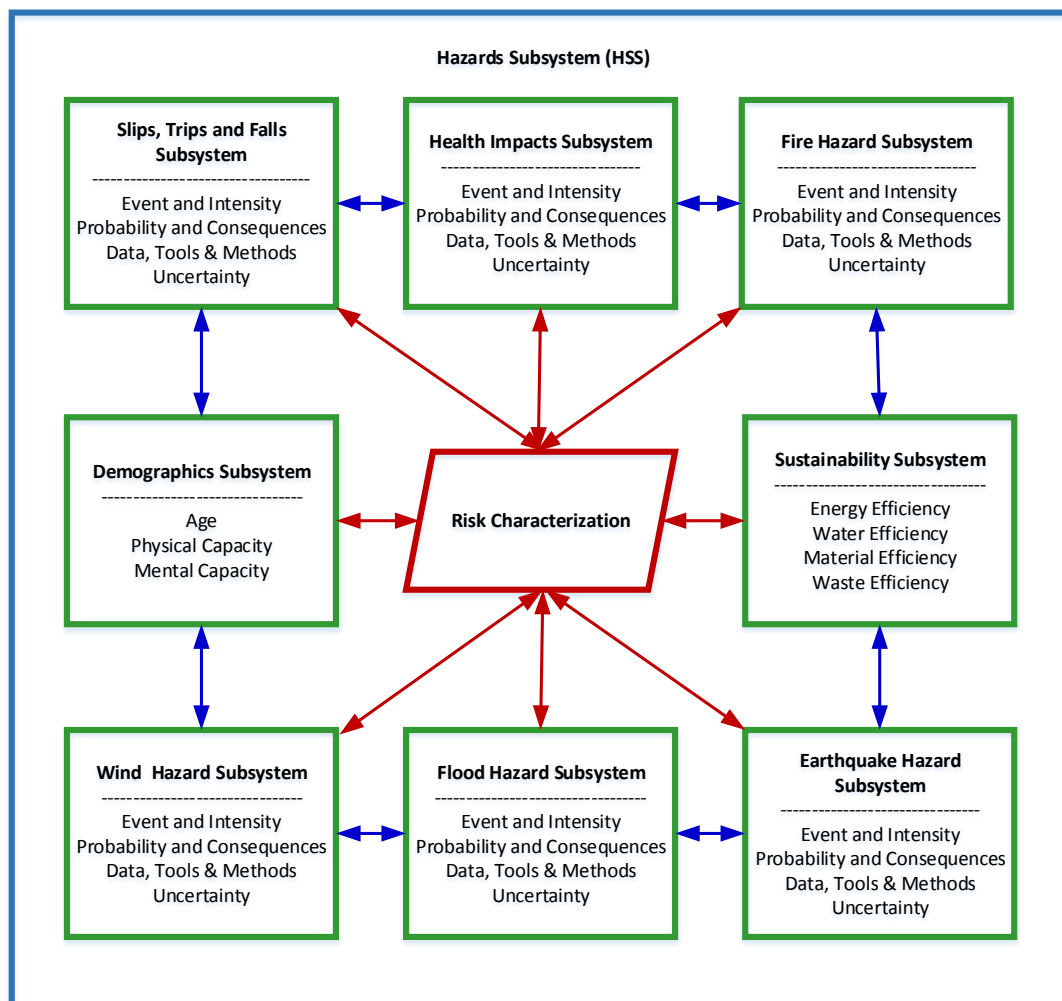 Hazards Subsystem (HSS)
Slips, Trips and Falls
Subsystem
-----------------------------------
Event and Intensity
Probability and Consequences
Data, Tools & Methods
Uncertainty
Health Impacts Subsystem
--------------------------------
Event and Intensity
Probability and Consequences
Data, Tools & Methods
Uncertainty
Fire Hazard Subsystem
--------------------------------
Event and Intensity
Probability and Consequences
Data, Tools & Methods
Uncertainty
Demographics Subsystem
--------------------------------
Age
Physical Capacity
Mental Capacity
Risk Characterization
Sustainability Subsystem
----------------------------------
Energy Efficiency
Water Efficiency
Material Efficiency
Waste Efficiency
Wind  Hazard Subsystem
--------------------------------
Event and Intensity
Probability and Consequences
Data, Tools & Methods
Uncertainty
Flood Hazard Subsystem
----------------------------------
Event and Intensity
Probability and Consequences
Data, Tools & Methods
Uncertainty
Earthquake Hazard
Subsystem
--------------------------------
Event and Intensity
Probability and Consequences
Data, Tools & Methods
Uncertainty